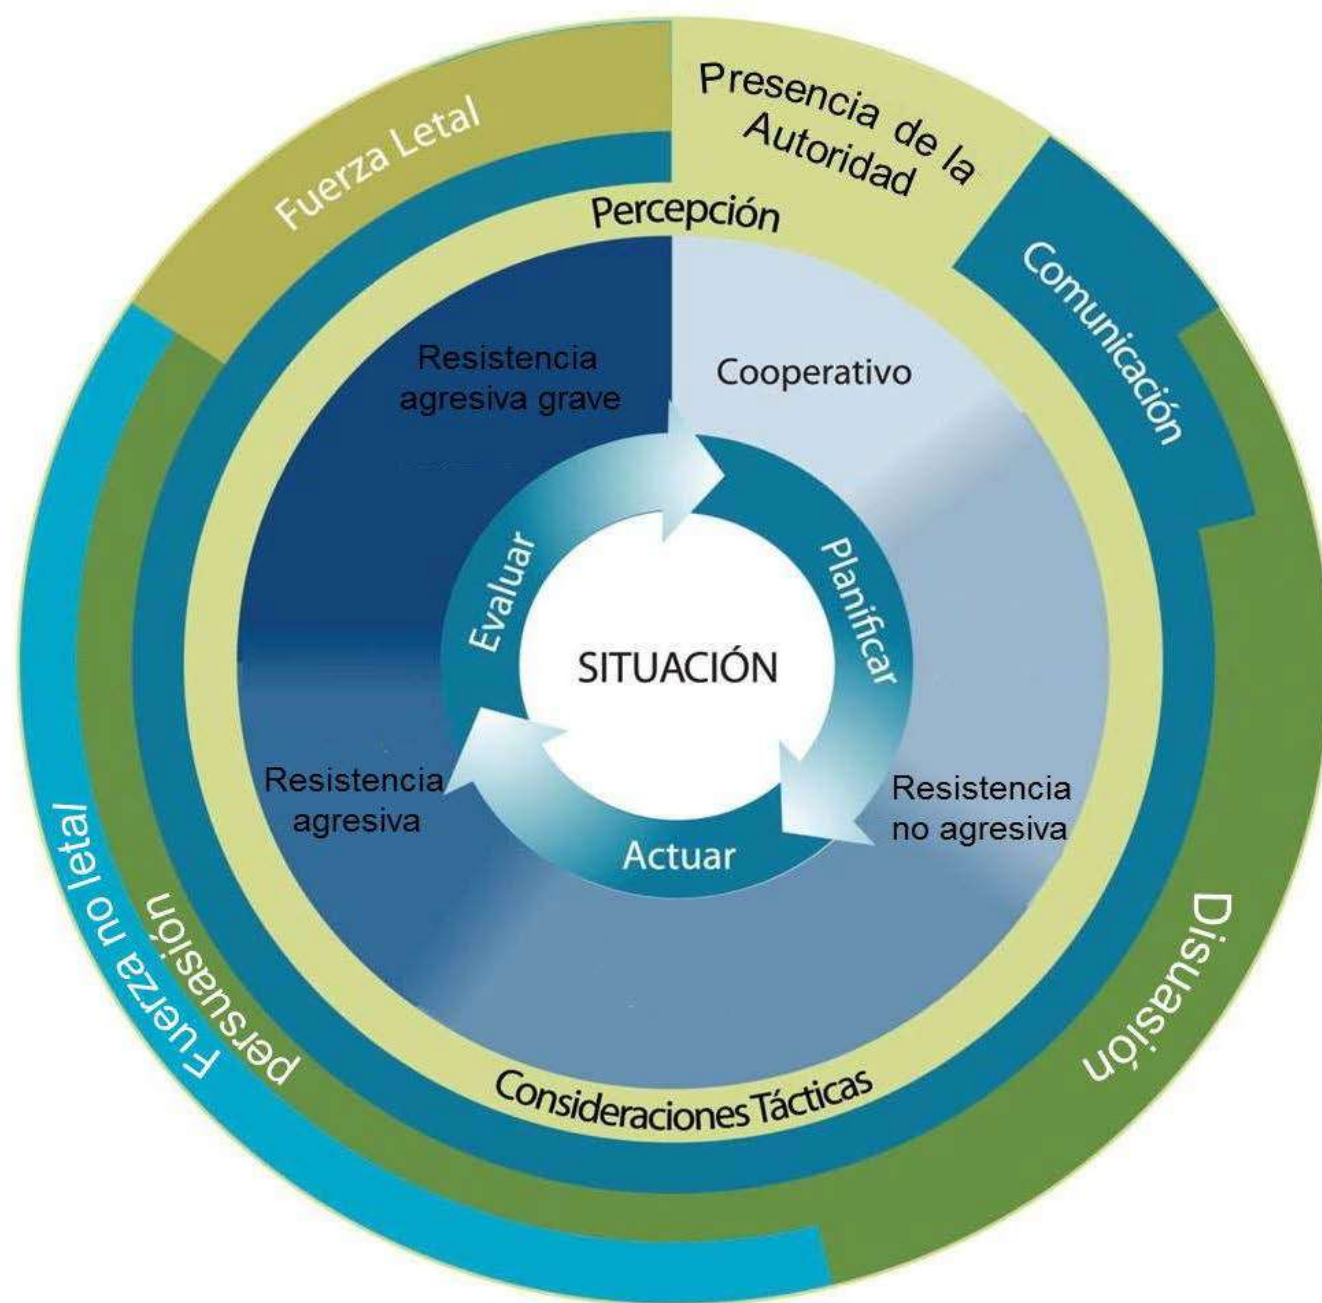 Presencia de la
Autoridad
Fuerza Letal
Percepción
Comunicación
Resistencia
agresiva grave
Cooperativo
Evaluar
Planificar
SITUACIÓN
Resistencia
agresiva
Resistencia
no agresiva
Actuar
Fuerza no letal
persuasión
Disuasión
Consideraciones Tácticas